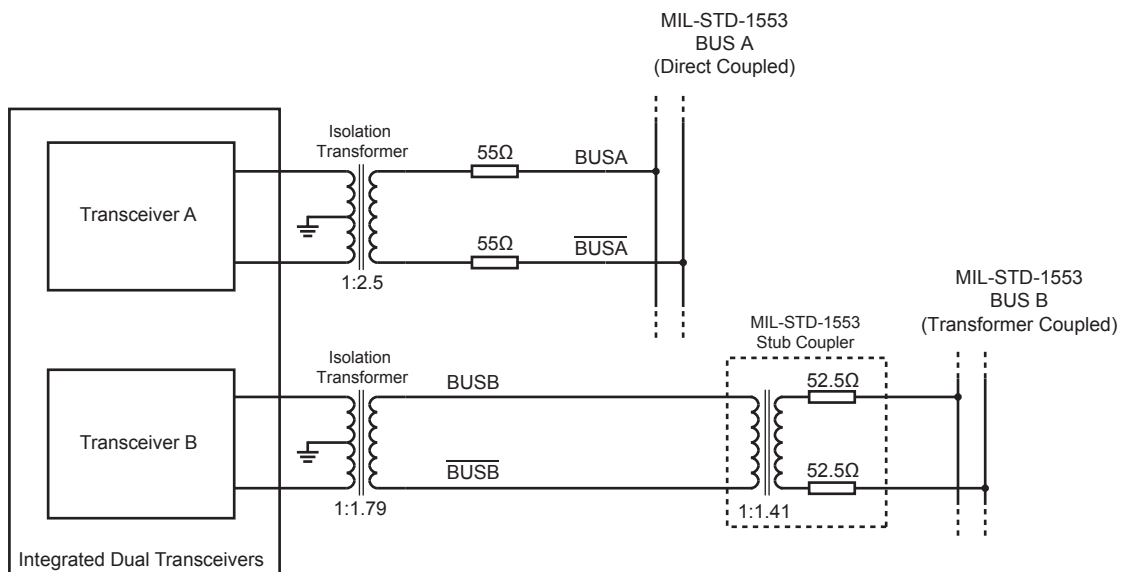 MIL-STD-1553
BUS A
(Direct Coupled)
Isolation
Transformer
55Ω
BUSA
Transceiver A
55Ω
B̅U̅S̅A̅
1:2.5
MIL-STD-1553
BUS B
(Transformer Coupled)
MIL-STD-1553
Stub Coupler
Isolation
Transformer
BUSB
52.5Ω
Transceiver B
B̅U̅S̅B̅
52.5Ω
1:1.79
1:1.41
Integrated Dual Transceivers